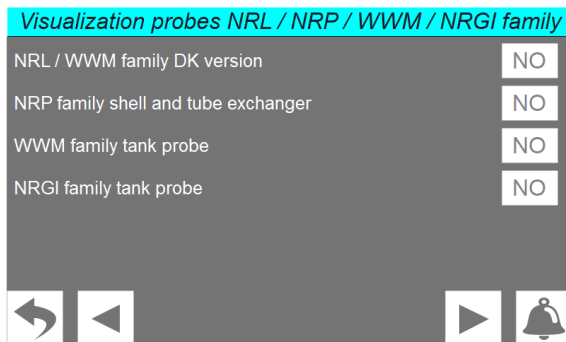 Visualization probes NRL / NRP / WWM / NRGI family
NRL / WWM family DK version NO
NRP family shell and tube exchanger NO
WWM family tank probe NO
NRGI family tank probe NO